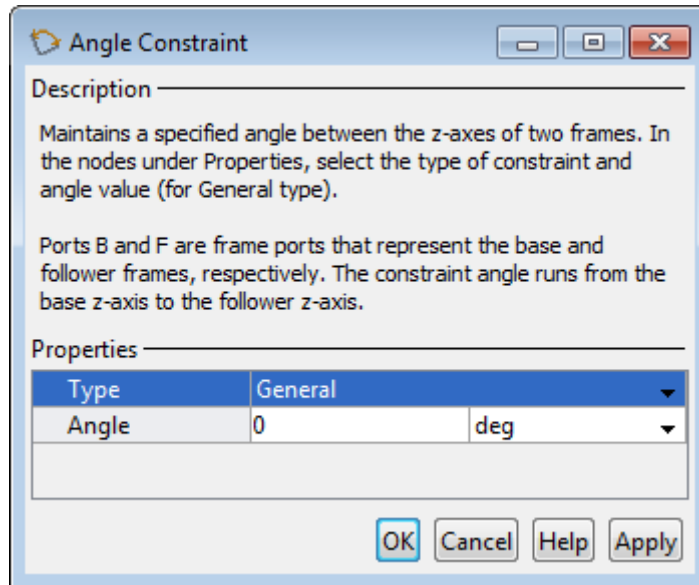 Angle Constraint
Description
Maintains a specified angle between the z-axes of two frames. In
the nodes under Properties, select the type of constraint and
angle value (for General type).
Ports B and F are frame ports that represent the base and
follower frames, respectively. The constraint angle runs from the
base z-axis to the follower z-axis.
Properties
Type General
Angle 0 deg
OK Cancel Help Apply